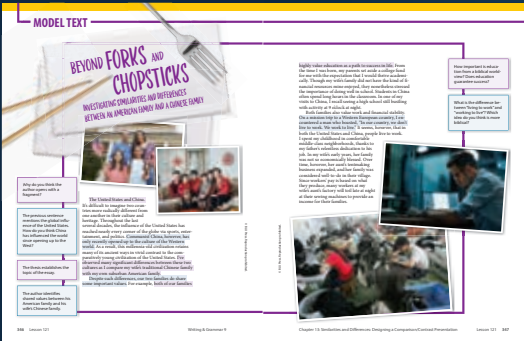 MODEL TEXT
BEYOND FORKS AND
CHOPSTICKS
INVESTIGATING SIMILARITIES AND DIFFERENCES
BETWEEN AN AMERICAN FAMILY AND A CHINESE FAMILY
Why do you think the
author opens with a
fragment?
The previous sentence
mentions the global influ-
ence of the United States.
How do you think China
has influenced the world
since opening up to the
West?
The thesis establishes the
topic of the essay.
The author identifies
shared values between his
American family and his
wife's Chinese family.
The United States and China.
It's difficult to imagine two coun-
tries more radically different from
one another in their culture and
heritage. Throughout the last
several decades, the influence of the United States has
reached nearly every corner of the globe via sports, enter-
tainment, and politics. Communist China, however, has
only recently opened up to the culture of the Western
world. As a result, this millennia-old civilization retains
many of its ancient ways in vivid contrast to the com-
paratively young civilization of the United States. I've
observed many significant differences between these two
cultures as I compare my wife's traditional Chinese family
with my own suburban American family.
Despite such differences, our two families do share
some important values. For example, both of our families
346 Lesson 121
Writing & Grammar 9
highly value education as a path to success in life. From
the time I was born, my parents set aside a college fund
for me with the expectation that I would thrive academi-
cally. Though my wife's family did not have the kind of fi-
nancial resources mine enjoyed, they nonetheless stressed
the importance of doing well in school. Students in China
often spend long hours in the classroom. In one of my
visits to China, I recall seeing a high school still bustling
with activity at 9 o'clock at night.
Both families also value work and financial stability.
On a mission trip to a Western European country, I en-
countered a man who boasted, "In our country, we don't
live to work. We work to live." It seems, however, that in
both the United States and China, people live to work.
I spent my childhood in comfortable
middle-class neighborhoods, thanks to
my father's relentless dedication to his
job. In my wife's early years, her family
was not so economically blessed. Over
time, however, her aunt's knitmaking
business expanded, and her family was
considered well-to-do in their village.
Since workers' pay is based on what
they produce, many workers at my
wife's aunt's factory will toil late at night
at their sewing machines to provide an
income for their families.
How important is educa-
tion from a biblical world-
view? Does education
guarantee success?
What is the difference be-
tween "living to work" and
"working to live"? Which
idea do you think is more
biblical?
Chapter 13: Similarities and Differences: Designing a Comparison/Contrast Presentation
Lesson 121 347